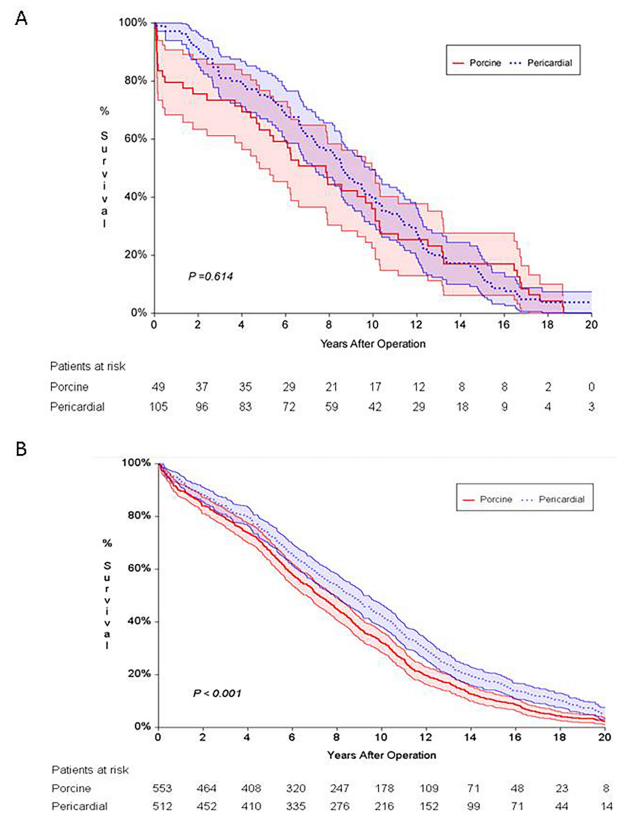 A
100%
80%
60%
40%
20%
0%
% Survival
Porcine Pericardial
P =0.614
0 2 4 6 8 10 12 14 16 18 20
Years After Operation
Patients at risk
Porcine 49 37 35 29 21 17 12 8 8 2 0
Pericardial 105 96 83 72 59 42 29 18 9 4 3
B
100%
80%
60%
40%
20%
0%
% Survival
Porcine Pericardial
P < 0.001
0 2 4 6 8 10 12 14 16 18 20
Years After Operation
Patients at risk
Porcine 553 464 408 320 247 178 109 71 48 23 8
Pericardial 512 452 410 335 276 216 152 99 71 44 14